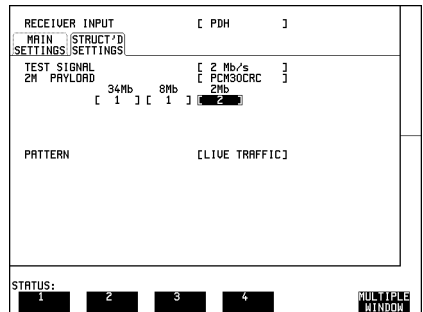 RECEIVER INPUT [ PDH ]
MAIN STRUCT'D
SETTINGS SETTINGS
TEST SIGNAL [ 2 Mb/s ]
2M PAYLOAD [ PCM30CRC ]
34Mb 8Mb 2Mb
[ 1 ] [ 1 ] [ 2 ]
PATTERN [LIVE TRAFFIC]
STATUS:
1 2 3 4 MULTIPLE
WINDOW